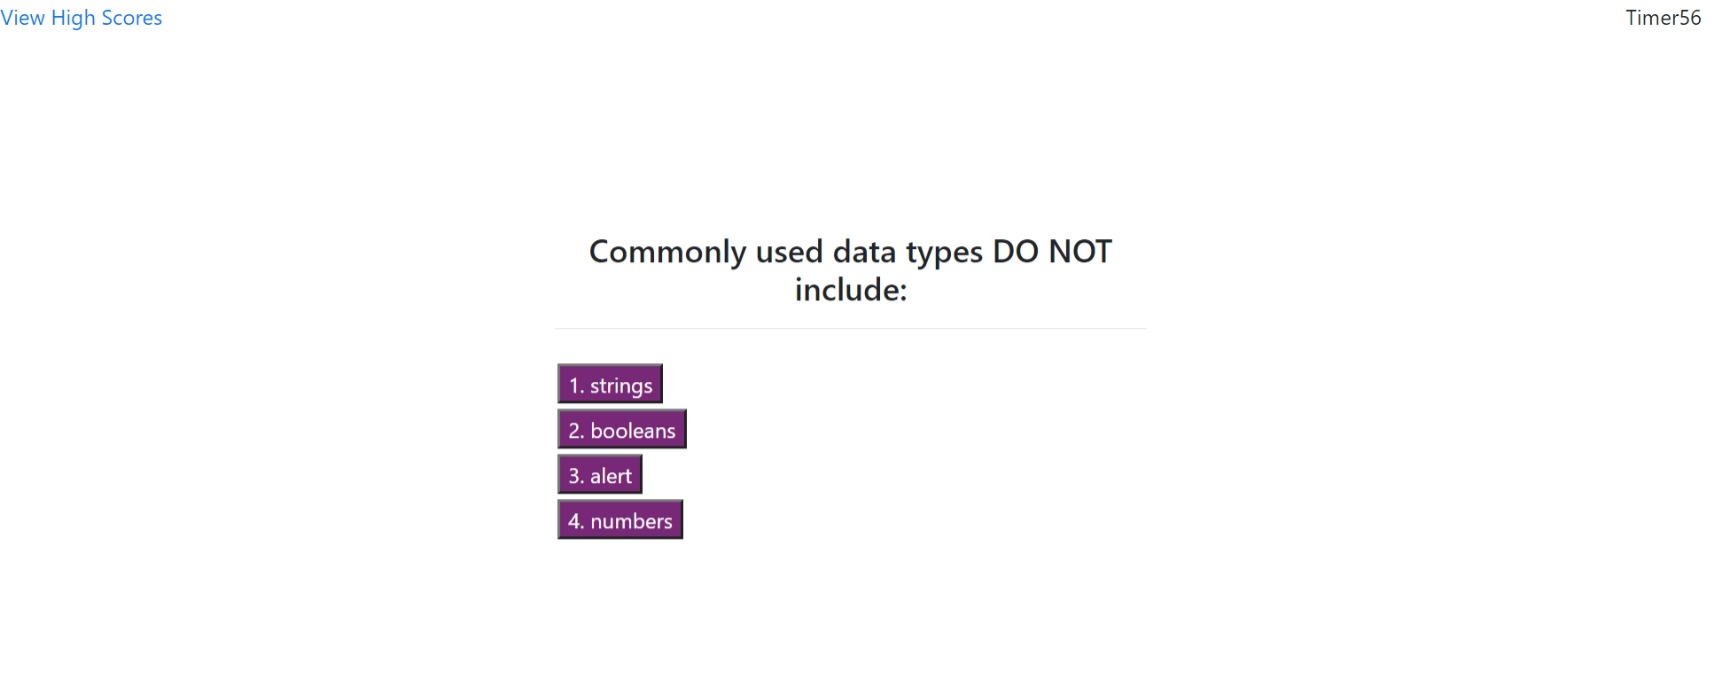 View High Scores
Timer56
Commonly used data types DO NOT
include:
1. strings
2. booleans
3. alert
4. numbers